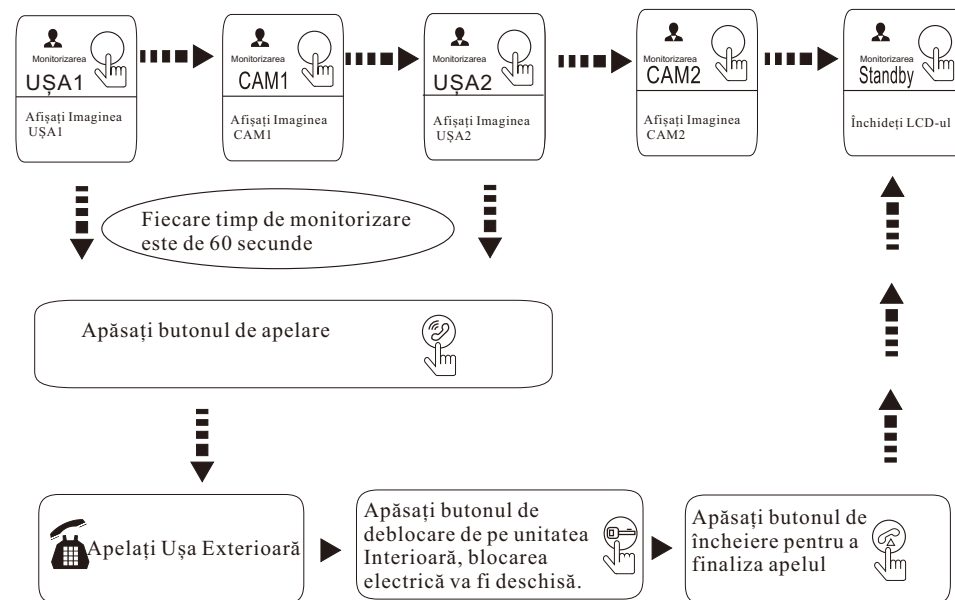 Monitorizarea
UȘA1
Afișați Imaginea
UȘA1
Monitorizarea
CAM1
Afișați Imaginea
CAM1
Monitorizarea
UȘA2
Afișați Imaginea
UȘA2
Monitorizarea
CAM2
Afișați Imaginea
CAM2
Monitorizarea
Standby
Închideți LCD-ul
Fiecare timp de monitorizare
este de 60 secunde
Apăsați butonul de apelare
Apelați Ușa Exterioară
Apăsați butonul de
deblocare de pe unitatea
Interioară, blocarea
electrică va fi deschisă.
Apăsați butonul de
încheiere pentru a
finaliza apelul